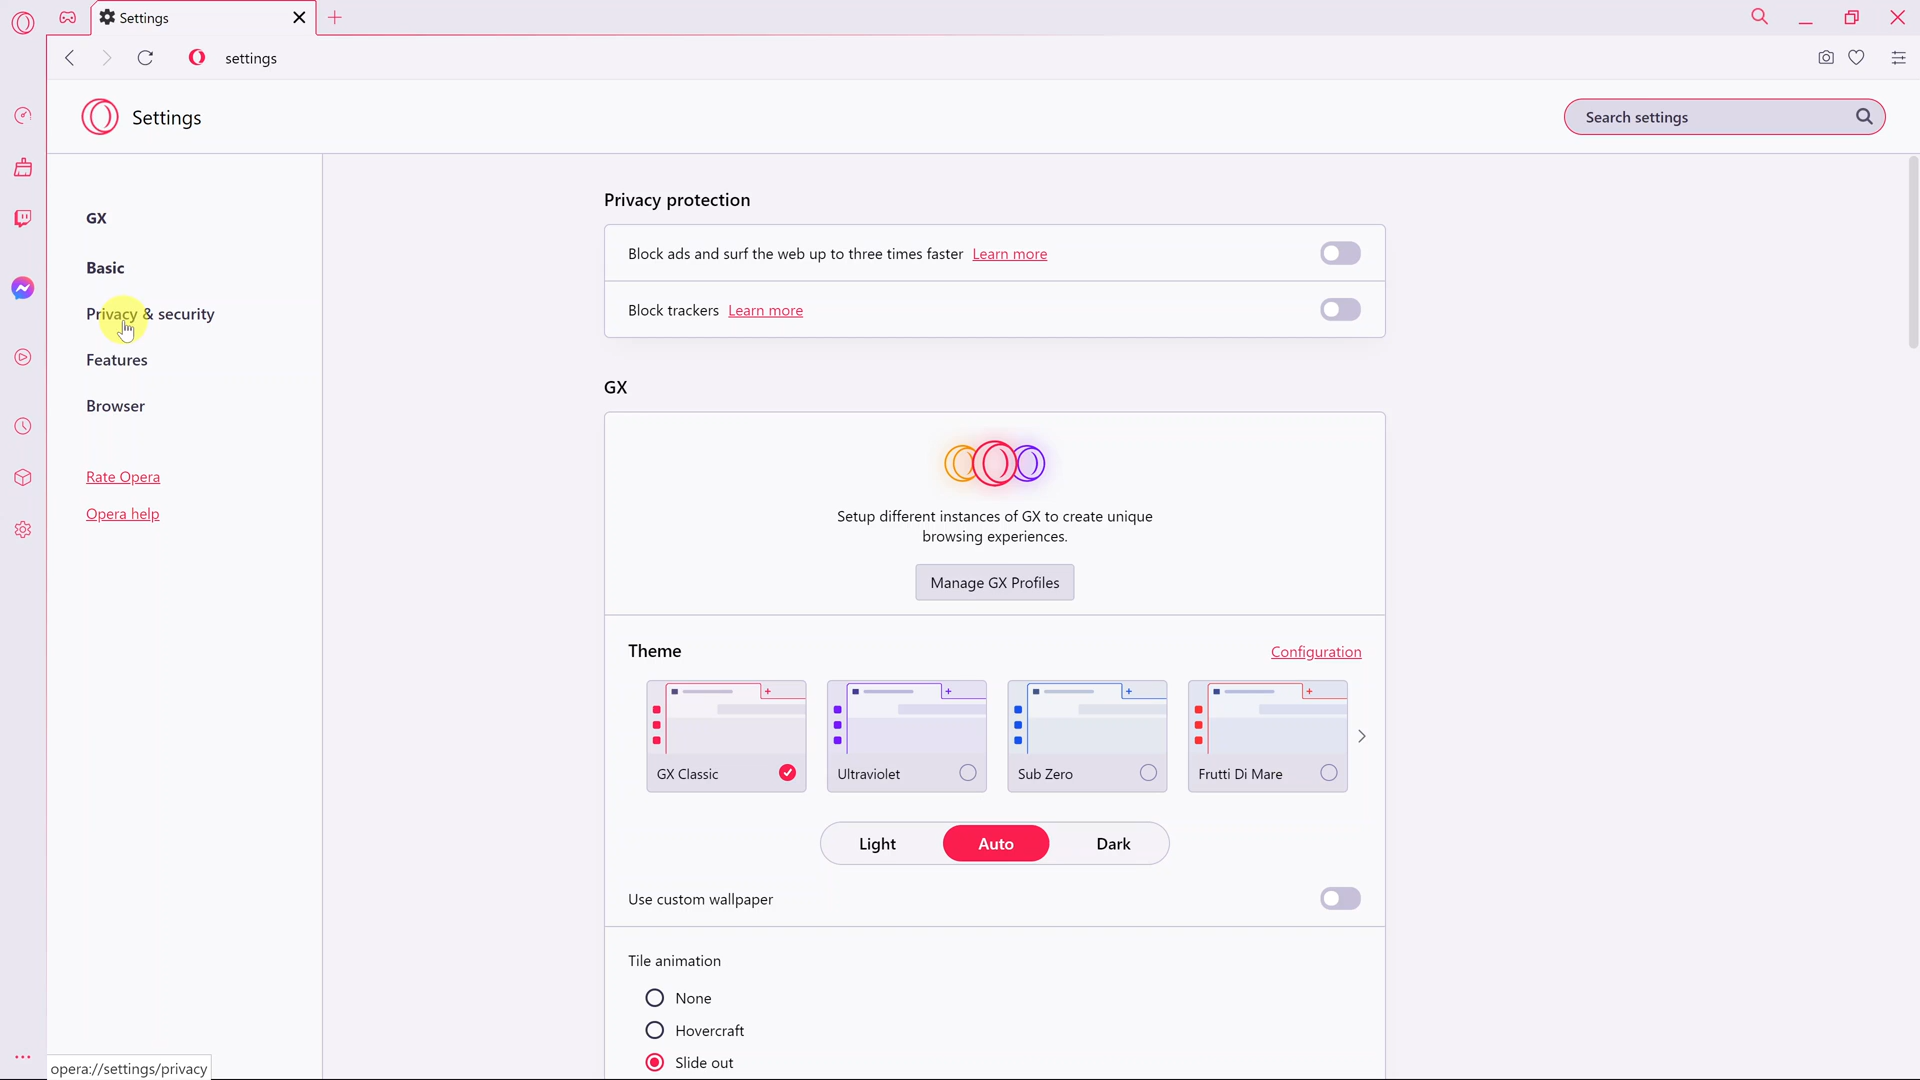 Settings
settings
Settings
Search settings
GX
Basic
Privacy & security
Features
Browser
Rate Opera
Opera help
Privacy protection
Block ads and surf the web up to three times faster Learn more
Block trackers Learn more
GX
Setup different instances of GX to create unique
browsing experiences.
Manage GX Profiles
Theme
Configuration
GX Classic
Ultraviolet
Sub Zero
Frutti Di Mare
Light
Auto
Dark
Use custom wallpaper
Tile animation
None
Hovercraft
Slide out
opera://settings/privacy